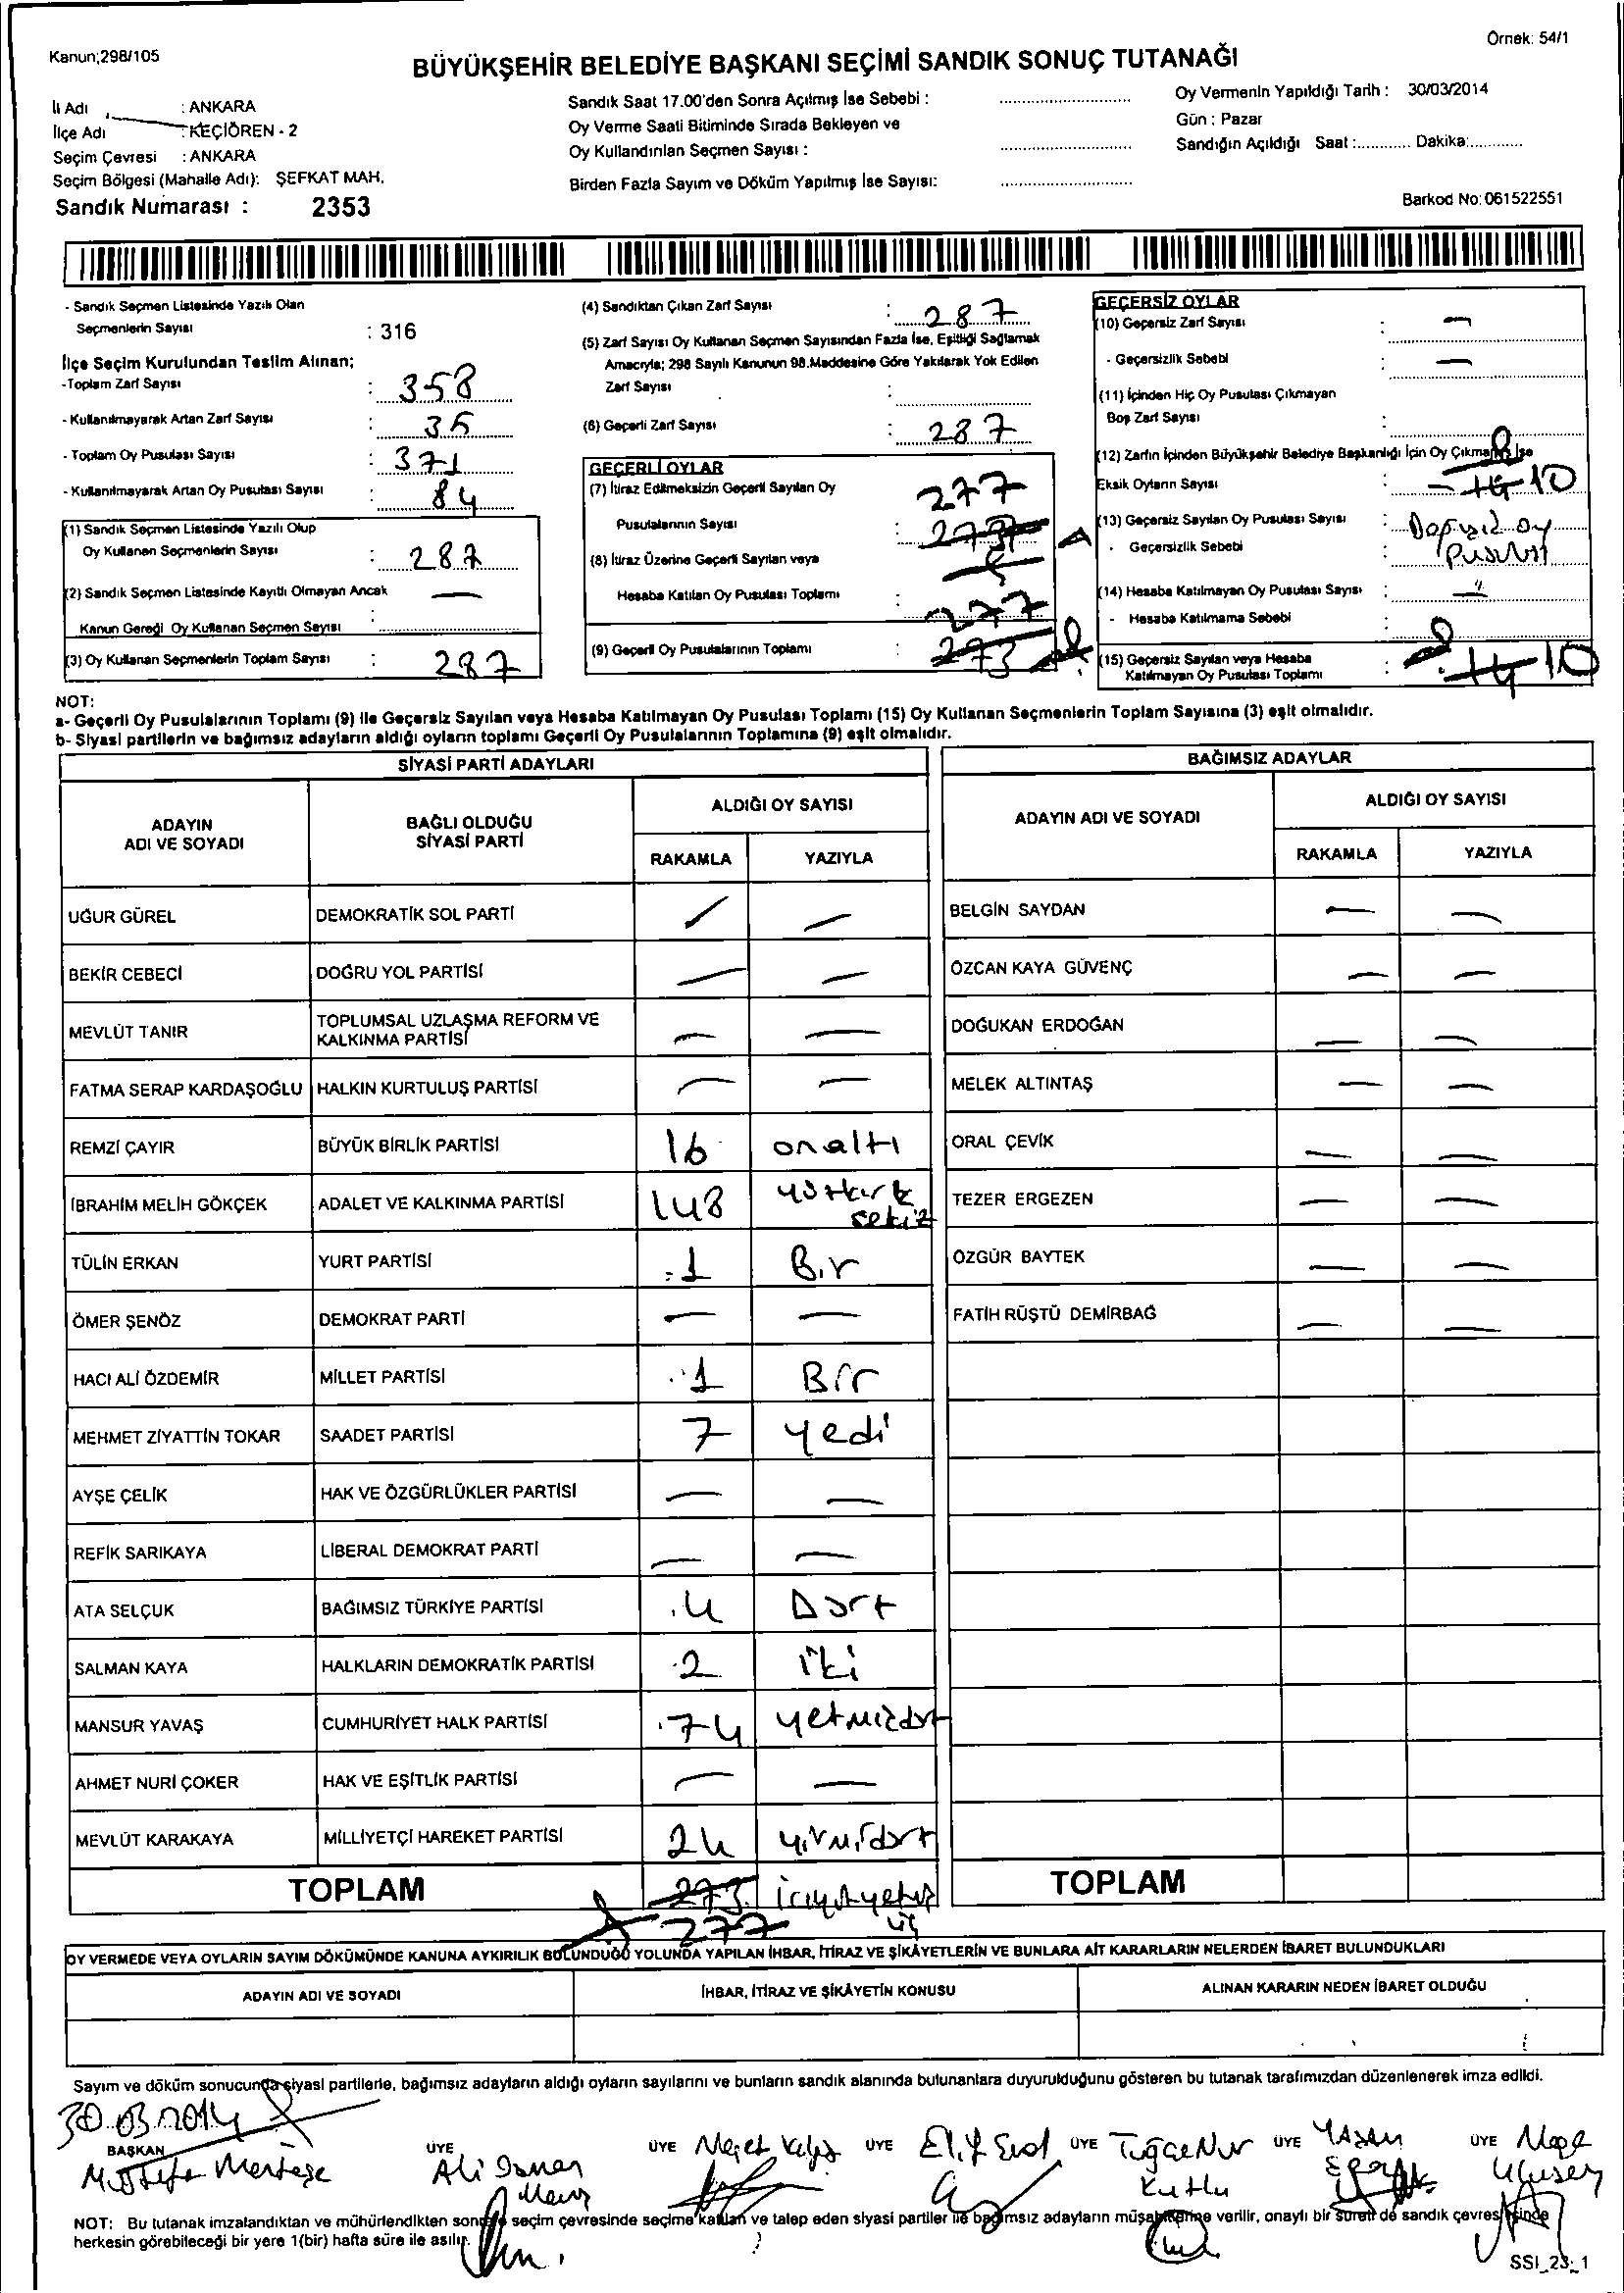 Kanun;298/105
Örnek: 54/1
BÜYÜKŞEHİR BELEDİYE BAŞKANI SEÇİMİ SANDIK SONUÇ TUTANAĞI
İl Adı : ANKARA
İlçe Adı : KEÇİÖREN - 2
Seçim Çevresi : ANKARA
Seçim Bölgesi (Mahalle Adı): ŞEFKAT MAH.
Sandık Numarası : 2353
Sandık Saat 17.00'den Sonra Açılmış İse Sebebi :
Oy Verme Saati Bitiminde Sırada Bekleyen ve
Oy Kullandırılan Seçmen Sayısı :
Birden Fazla Sayım ve Döküm Yapılmış İse Sayısı:
Oy Vermenin Yapıldığı Tarih : 30/03/2014
Gün : Pazar
Sandığın Açıldığı Saat :............ Dakika:............
Barkod No: 061522551
- Sandık Seçmen Listesinde Yazılı Olan
Seçmenlerin Sayısı : 316
İlçe Seçim Kurulundan Teslim Alınan;
-Toplam Zarf Sayısı : 358
- Kullanılmayarak Artan Zarf Sayısı : 35
- Toplam Oy Pusulası Sayısı : 371
- Kullanılmayarak Artan Oy Pusulası Sayısı : 84
(1) Sandık Seçmen Listesinde Yazılı Olup
Oy Kullanan Seçmenlerin Sayısı : 287
(2) Sandık Seçmen Listesinde Kayıtlı Olmayan Ancak —
Kanun Gereği Oy Kullanan Seçmen Sayısı :
(3) Oy Kullanan Seçmenlerin Toplam Sayısı : 287
(4) Sandıktan Çıkan Zarf Sayısı : 287
(5) Zarf Sayısı Oy Kullanan Seçmen Sayısından Fazla İse, Eşitliği Sağlamak
Amacıyla; 298 Sayılı Kanunun 98.Maddesine Göre Yakılarak Yok Edilen
Zarf Sayısı :
(6) Geçerli Zarf Sayısı : 287
GEÇERLİ OYLAR
(7) İtiraz Edilmeksizin Geçerli Sayılan Oy 277
Pusulalarının Sayısı : 273
(8) İtiraz Üzerine Geçerli Sayılan veya
Hesaba Katılan Oy Pusulası Toplamı :
277
(9) Geçerli Oy Pusulalarının Toplamı : 273
GEÇERSİZ OYLAR
(10) Geçersiz Zarf Sayısı : —
- Geçersizlik Sebebi : —
(11) İçinden Hiç Oy Pusulası Çıkmayan
Boş Zarf Sayısı :
(12) Zarfın İçinden Büyükşehir Belediye Başkanlığı İçin Oy Çıkmamış İse
Eksik Oyların Sayısı : 14 10
(13) Geçersiz Sayılan Oy Pusulası Sayısı :
- Geçersizlik Sebebi : oy
(14) Hesaba Katılmayan Oy Pusulası Sayısı : —
- Hesaba Katılmama Sebebi :
(15) Geçersiz Sayılan veya Hesaba
Katılmayan Oy Pusulası Toplamı : 14 10
NOT:
a- Geçerli Oy Pusulalarının Toplamı (9) ile Geçersiz Sayılan veya Hesaba Katılmayan Oy Pusulası Toplamı (15) Oy Kullanan Seçmenlerin Toplam Sayısına (3) eşit olmalıdır.
b- Siyasi partilerin ve bağımsız adayların aldığı oyların toplamı Geçerli Oy Pusulalarının Toplamına (9) eşit olmalıdır.
SİYASİ PARTİ ADAYLARI
ADAYIN ADI VE SOYADI
BAĞLI OLDUĞU SİYASİ PARTİ
ALDIĞI OY SAYISI
RAKAMLA YAZIYLA
UĞUR GÜREL DEMOKRATİK SOL PARTİ — —
BEKİR CEBECİ DOĞRU YOL PARTİSİ — —
MEVLÜT TANIR TOPLUMSAL UZLAŞMA REFORM VE KALKINMA PARTİSİ — —
FATMA SERAP KARDAŞOĞLU HALKIN KURTULUŞ PARTİSİ — —
REMZİ ÇAYIR BÜYÜK BİRLİK PARTİSİ 16 onaltı
İBRAHİM MELİH GÖKÇEK ADALET VE KALKINMA PARTİSİ 148 yüzkırk sekiz
TÜLİN ERKAN YURT PARTİSİ 1 Bir
ÖMER ŞENÖZ DEMOKRAT PARTİ — —
HACI ALİ ÖZDEMİR MİLLET PARTİSİ 1 Bir
MEHMET ZİYATTİN TOKAR SAADET PARTİSİ 7 yedi
AYŞE ÇELİK HAK VE ÖZGÜRLÜKLER PARTİSİ — —
REFİK SARIKAYA LİBERAL DEMOKRAT PARTİ — —
ATA SELÇUK BAĞIMSIZ TÜRKİYE PARTİSİ 4 Dört
SALMAN KAYA HALKLARIN DEMOKRATİK PARTİSİ 2 iki
MANSUR YAVAŞ CUMHURİYET HALK PARTİSİ 74 yetmişdört
AHMET NURİ ÇOKER HAK VE EŞİTLİK PARTİSİ — —
MEVLÜT KARAKAYA MİLLİYETÇİ HAREKET PARTİSİ 24 yirmidört
TOPLAM 273 üç
277
BAĞIMSIZ ADAYLAR
ADAYIN ADI VE SOYADI
ALDIĞI OY SAYISI
RAKAMLA YAZIYLA
BELGİN SAYDAN — —
ÖZCAN KAYA GÜVENÇ — —
DOĞUKAN ERDOĞAN — —
MELEK ALTINTAŞ — —
ORAL ÇEVİK — —
TEZER ERGEZEN — —
ÖZGÜR BAYTEK — —
FATİH RÜŞTÜ DEMİRBAĞ — —
TOPLAM
OY VERMEDE VEYA OYLARIN SAYIM DÖKÜMÜNDE KANUNA AYKIRILIK BULUNDUĞU YOLUNDA YAPILAN İHBAR, İTİRAZ VE ŞİKÂYETLERİN VE BUNLARA AİT KARARLARIN NELERDEN İBARET BULUNDUKLARI
ADAYIN ADI VE SOYADI İHBAR, İTİRAZ VE ŞİKÂYETİN KONUSU ALINAN KARARIN NEDEN İBARET OLDUĞU
Sayım ve döküm sonucunda siyasi partilerle, bağımsız adayların aldığı oyların sayılarını ve bunların sandık alanında bulunanlara duyurulduğunu gösteren bu tutanak tarafımızdan düzenlenerek imza edildi.
30.03.2014
BAŞKAN ÜYE ÜYE ÜYE ÜYE ÜYE ÜYE
Mustafa Ali Elif Tuğçe Nur
Kutlu
NOT: Bu tutanak imzalandıktan ve mühürlendikten sonra seçim çevresinde seçime katılan ve talep eden siyasi partiler ile bağımsız adayların müşahitlerine verilir, onaylı bir sureti de sandık çevresinde
herkesin görebileceği bir yere 1(bir) hafta süre ile asılır.
SSI_23_1